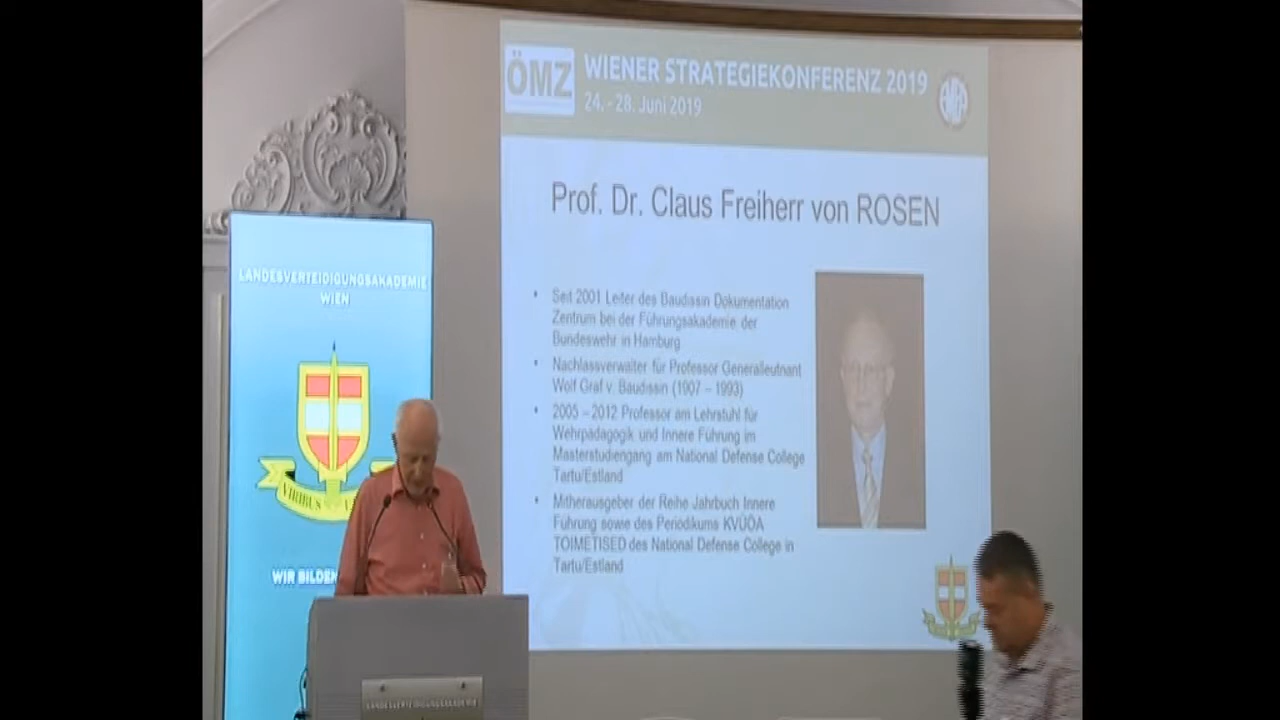 ÖMZ
WIENER STRATEGIEKONFERENZ 2019
24. - 28. Juni 2019
Prof. Dr. Claus Freiherr von ROSEN
• Seit 2001 Leiter des Baudissin Dokumentation
Zentrum bei der Führungsakademie der
Bundeswehr in Hamburg
• Nachlassverwalter für Professor Generalleutnant
Wolf Graf v. Baudissin (1907 – 1993)
• 2005 – 2012 Professor am Lehrstuhl für
Wehrpädagogik und Innere Führung im
Masterstudiengang am National Defense College
Tartu/Estland
• Mitherausgeber der Reihe Jahrbuch Innere
Führung sowie des Periodikums KVÜÖA
TOIMETISED des National Defense College in
Tartu/Estland
LANDESVERTEIDIGUNGSAKADEMIE
WIEN
VIRIBUS
WIR BILDEN
LANDESVERTEIDIGUNGSAKADEMIE